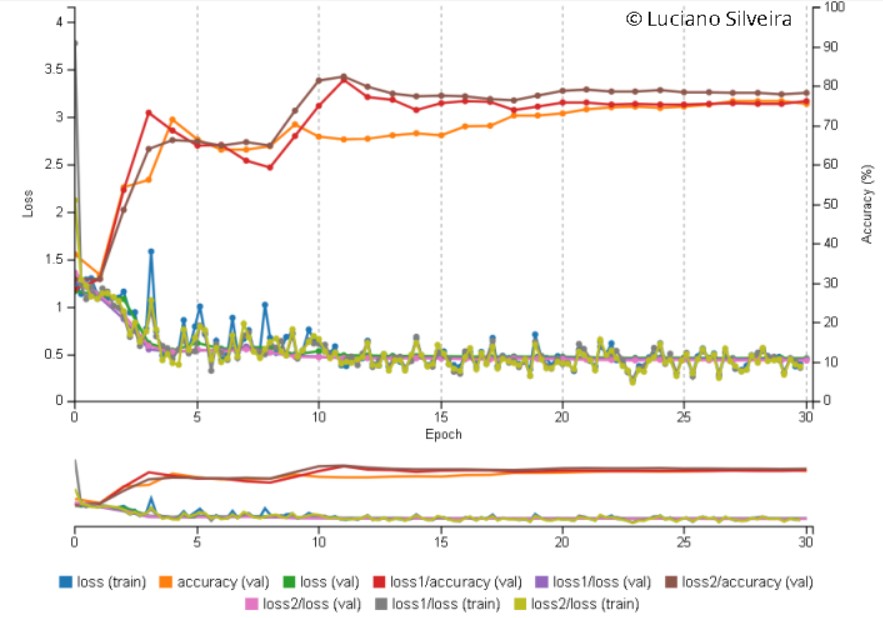 © Luciano Silveira
4
3.5
3
2.5
2
1.5
1
0.5
0
Loss
100
90
80
70
60
50
40
30
20
10
0
Accuracy (%)
0 5 10 15 20 25 30
Epoch
0 5 10 15 20 25 30
loss (train) accuracy (val) loss (val) loss1/accuracy (val) loss1/loss (val) loss2/accuracy (val)
loss2/loss (val) loss1/loss (train) loss2/loss (train)